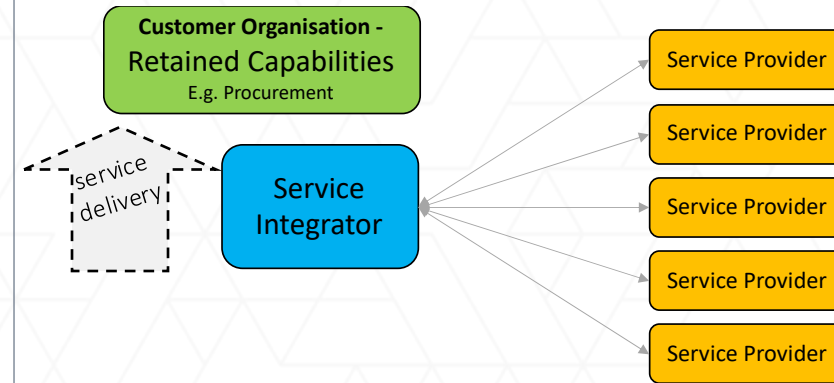 Customer Organisation -
Retained Capabilities
E.g. Procurement
service
delivery
Service
Integrator
Service Provider
Service Provider
Service Provider
Service Provider
Service Provider